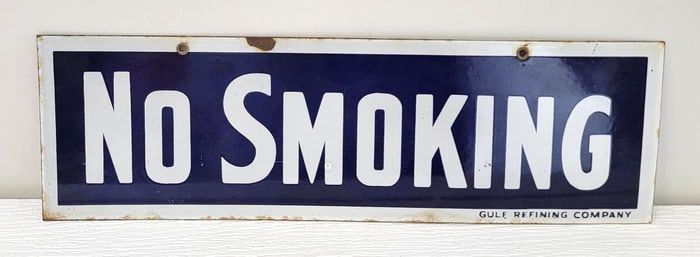 No SMOKING
GULF REFINING COMPANY